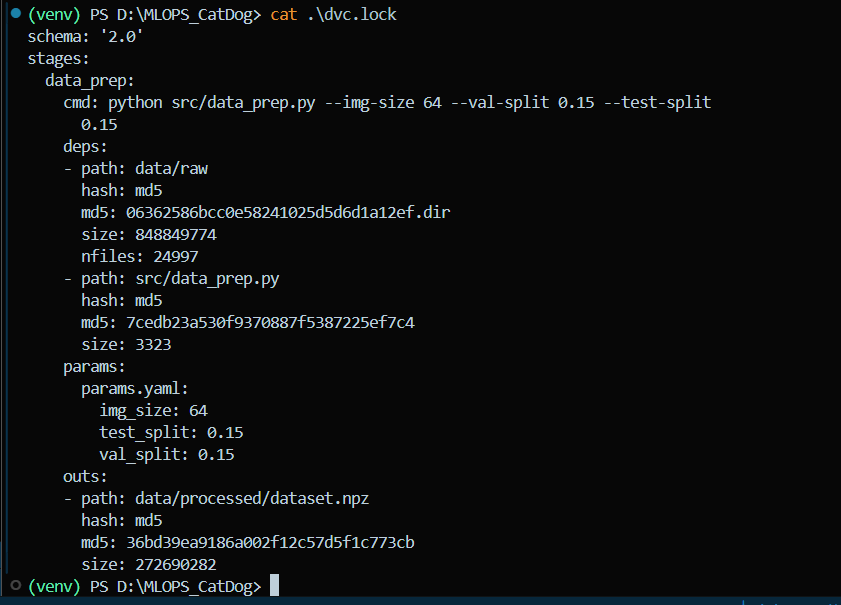 (venv) PS D:\MLOPS_CatDog> cat .\dvc.lock
schema: '2.0'
stages:
  data_prep:
    cmd: python src/data_prep.py --img-size 64 --val-split 0.15 --test-split
      0.15
    deps:
    - path: data/raw
      hash: md5
      md5: 06362586bcc0e58241025d5d6d1a12ef.dir
      size: 848849774
      nfiles: 24997
    - path: src/data_prep.py
      hash: md5
      md5: 7cedb23a530f9370887f5387225ef7c4
      size: 3323
    params:
      params.yaml:
        img_size: 64
        test_split: 0.15
        val_split: 0.15
    outs:
    - path: data/processed/dataset.npz
      hash: md5
      md5: 36bd39ea9186a002f12c57d5f1c773cb
      size: 272690282
(venv) PS D:\MLOPS_CatDog>